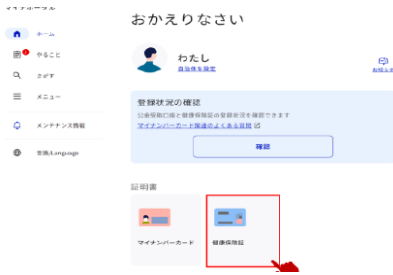 マイナポータル
ホーム
やること
さがす
メニュー
メンテナンス情報
言語/Language
おかえりなさい
わたし
自治体を設定
お知らせ
登録状況の確認
公金受取口座と健康保険証の登録状況を確認できます
マイナンバーカード関連のよくある質問
確認
証明書
マイナンバーカード
健康保険証